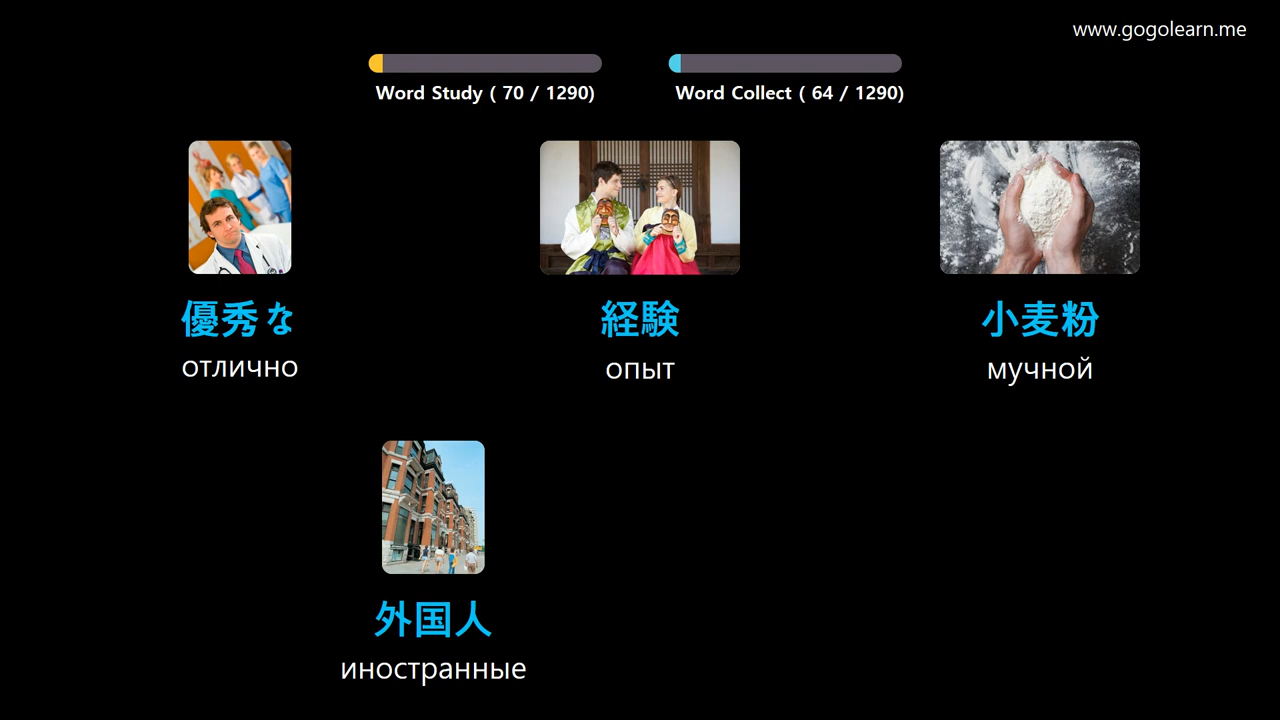 www.gogolearn.me
Word Study ( 70 / 1290)
Word Collect ( 64 / 1290)
優秀な
отлично
経験
опыт
小麦粉
мучной
外国人
иностранные